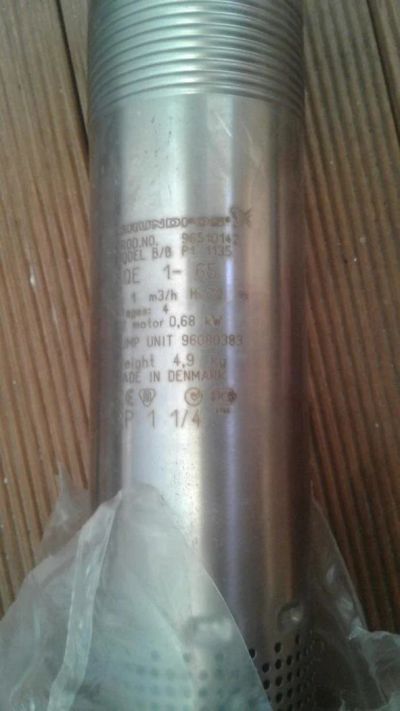 GRUNDFOS
PROD.NO. 96510142
MODEL B/B P1 1135
SQE 1- 65
1 m3/h H:
Stages: 4
motor 0,68 kW
PUMP UNIT 96080383
Weight 4,9 kg
MADE IN DENMARK
RP 1 1/4